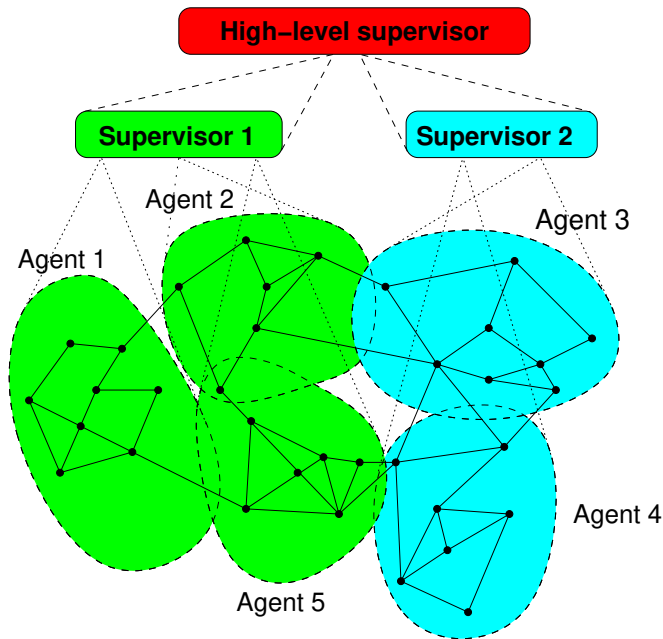 High−level supervisor
Supervisor 1
Supervisor 2
Agent 2
Agent 3
Agent 1
Agent 4
Agent 5